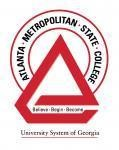 ATLANTA · METROPOLITAN · STATE · COLLEGE
Believe · Begin · Become
University System of Georgia